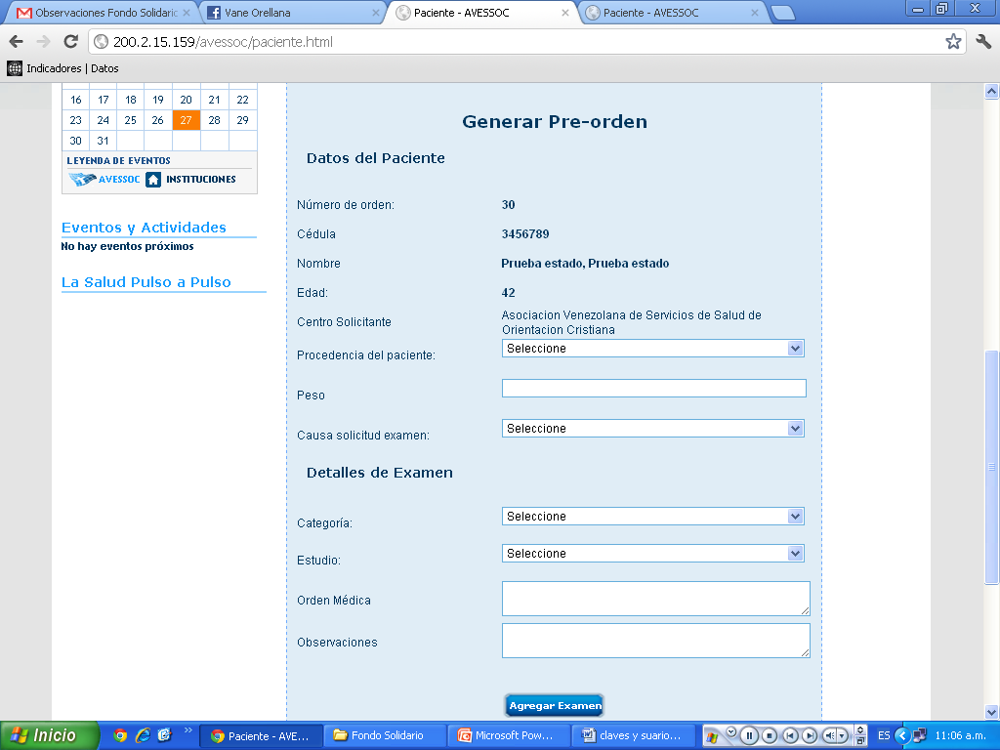 Observaciones Fondo Solidario
Vane Orellana
Paciente - AVESSOC
Paciente - AVESSOC
200.2.15.159/avessoc/paciente.html
Indicadores | Datos
16 17 18 19 20 21 22
23 24 25 26 27 28 29
30 31
LEYENDA DE EVENTOS
AVESSOC INSTITUCIONES
Eventos y Actividades
No hay eventos próximos
La Salud Pulso a Pulso
Generar Pre-orden
Datos del Paciente
Número de orden: 30
Cédula 3456789
Nombre Prueba estado, Prueba estado
Edad: 42
Centro Solicitante Asociacion Venezolana de Servicios de Salud de
Orientacion Cristiana
Procedencia del paciente: Seleccione
Peso
Causa solicitud examen: Seleccione
Detalles de Examen
Categoría: Seleccione
Estudio: Seleccione
Orden Médica
Observaciones
Agregar Examen
Inicio
Paciente - AVE...
Fondo Solidario
Microsoft Pow...
claves y suario...
ES
11:06 a.m.